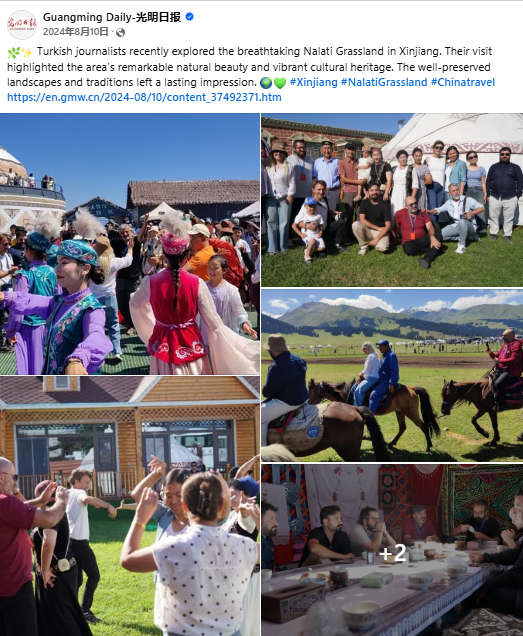 Guangming Daily-光明日报
2024年8月10日 ·
🌿✨ Turkish journalists recently explored the breathtaking Nalati Grassland in Xinjiang. Their visit
highlighted the area's remarkable natural beauty and vibrant cultural heritage. The well-preserved
landscapes and traditions left a lasting impression. 🌍💚 #Xinjiang #NalatiGrassland #Chinatravel
https://en.gmw.cn/2024-08/10/content_37492371.htm
+2